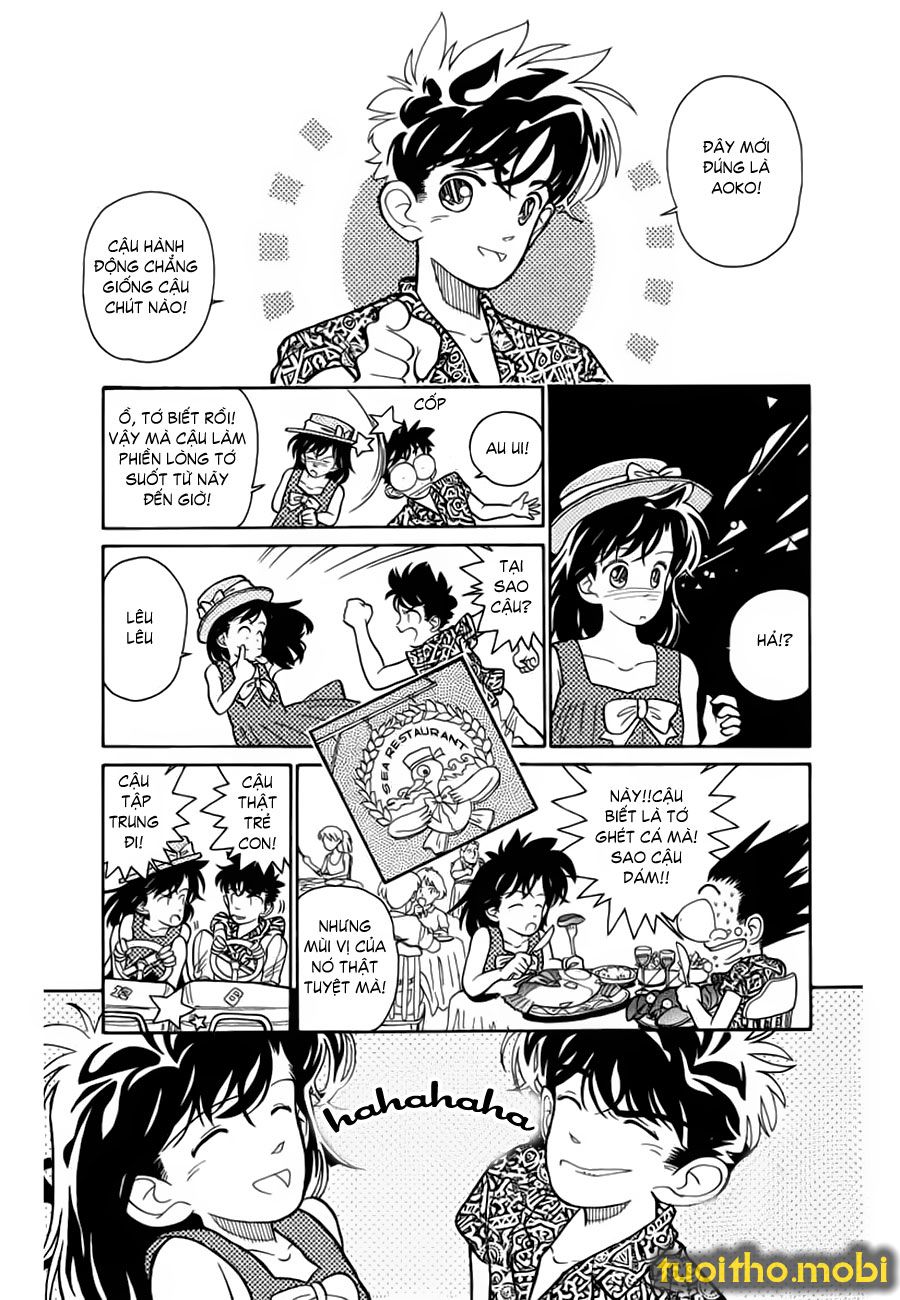 ĐÂY MỚI
ĐÚNG LÀ
AOKO!
CẬU HÀNH
ĐỘNG CHẲNG
GIỐNG CẬU
CHÚT NÀO!
HẢ!?
AU UI!
CỐP
Ồ, TỚ BIẾT RỒI!
VẬY MÀ CẬU LÀM
PHIỀN LÒNG TỚ
SUỐT TỪ NÃY
ĐẾN GIỜ!
TẠI
SAO
CẬU?
LÊU
LÊU
SEA RESTAURANT
NÀY!!CẬU
BIẾT LÀ TỚ
GHÉT CÁ MÀ!
SAO CẬU
DÁM!!
NHƯNG
MÙI VỊ CỦA
NÓ THẬT
TUYỆT MÀ!
CẬU
THẬT
TRẺ
CON!
CẬU
TẬP
TRUNG
ĐI!
hahahaha
tuoitho.mobi